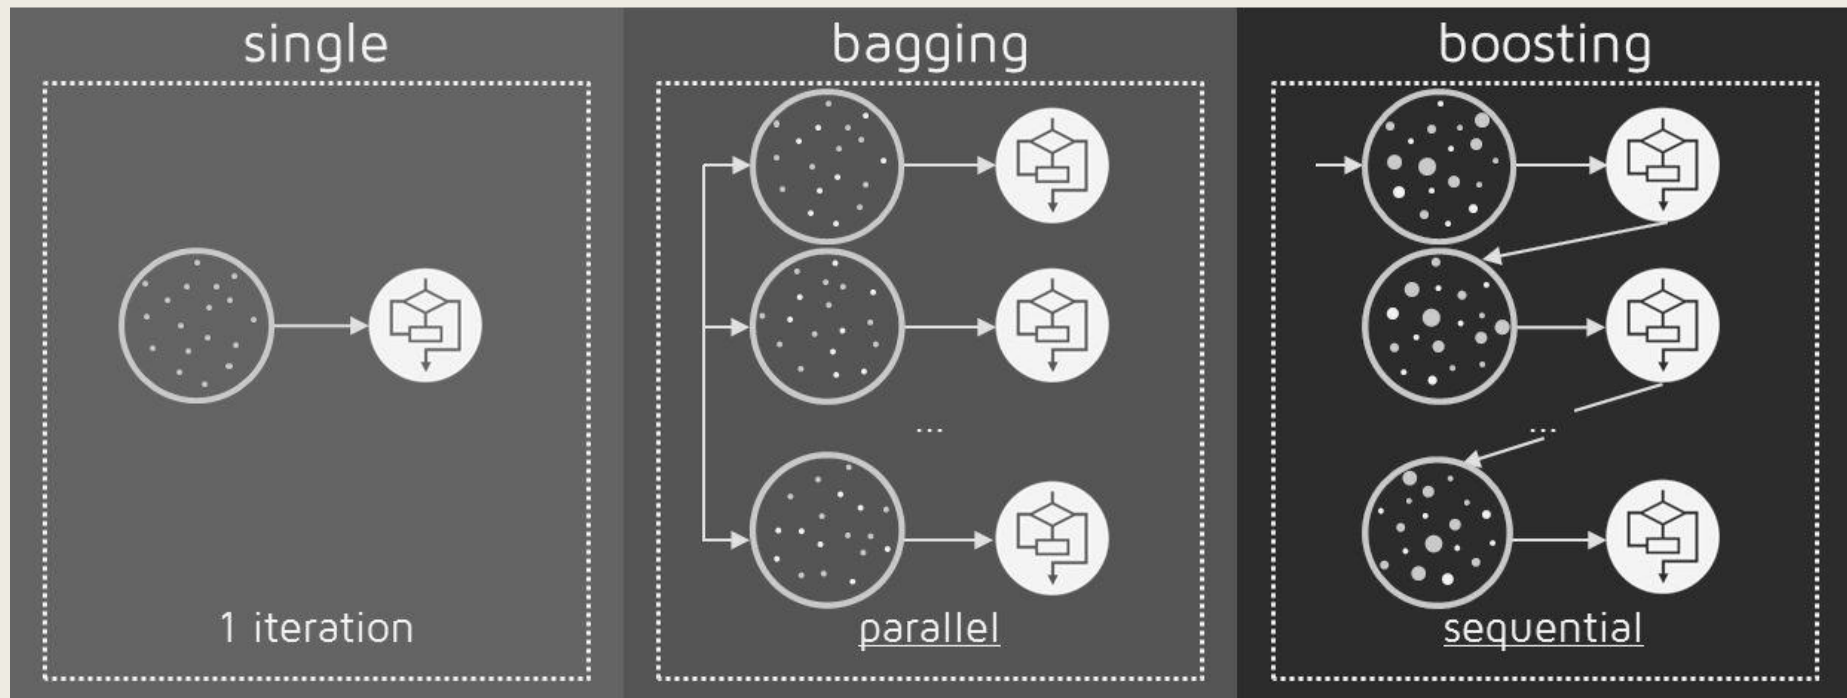 single
1 iteration
bagging
...
parallel
boosting
...
sequential